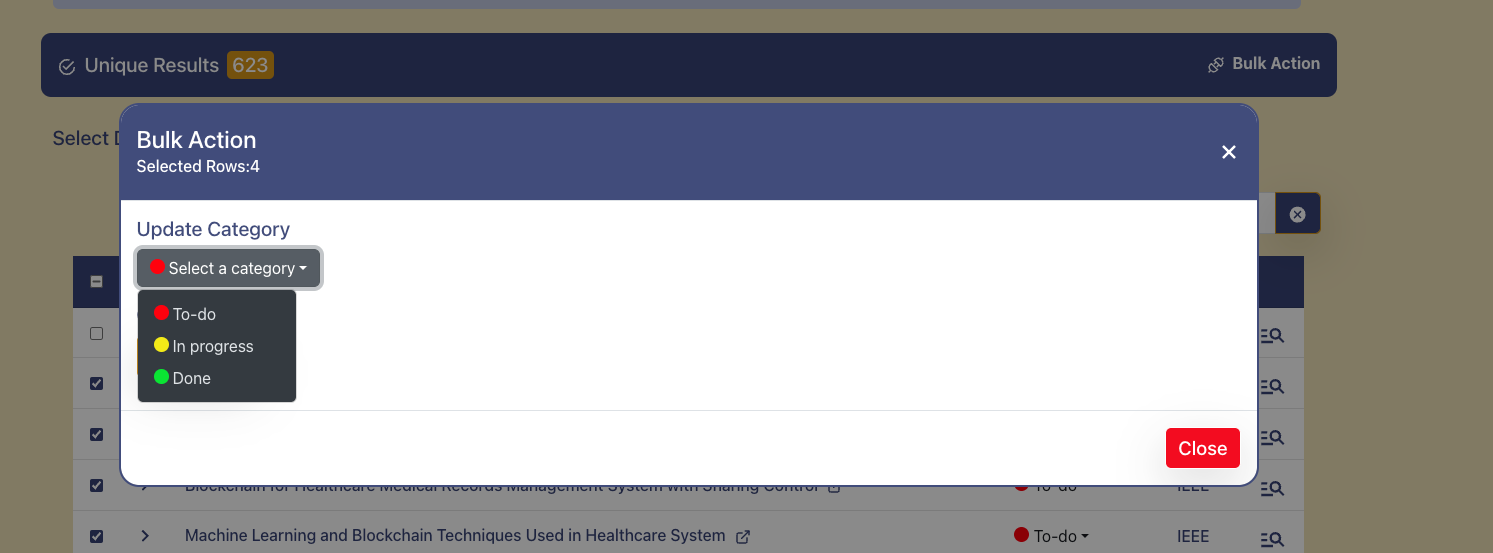 Unique Results 623
Bulk Action
Select
Bulk Action
Selected Rows:4
Update Category
Select a category
To-do
In progress
Done
Close
Blockchain for Healthcare Medical Records Management System with Sharing Control To-do IEEE
Machine Learning and Blockchain Techniques Used in Healthcare System To-do IEEE